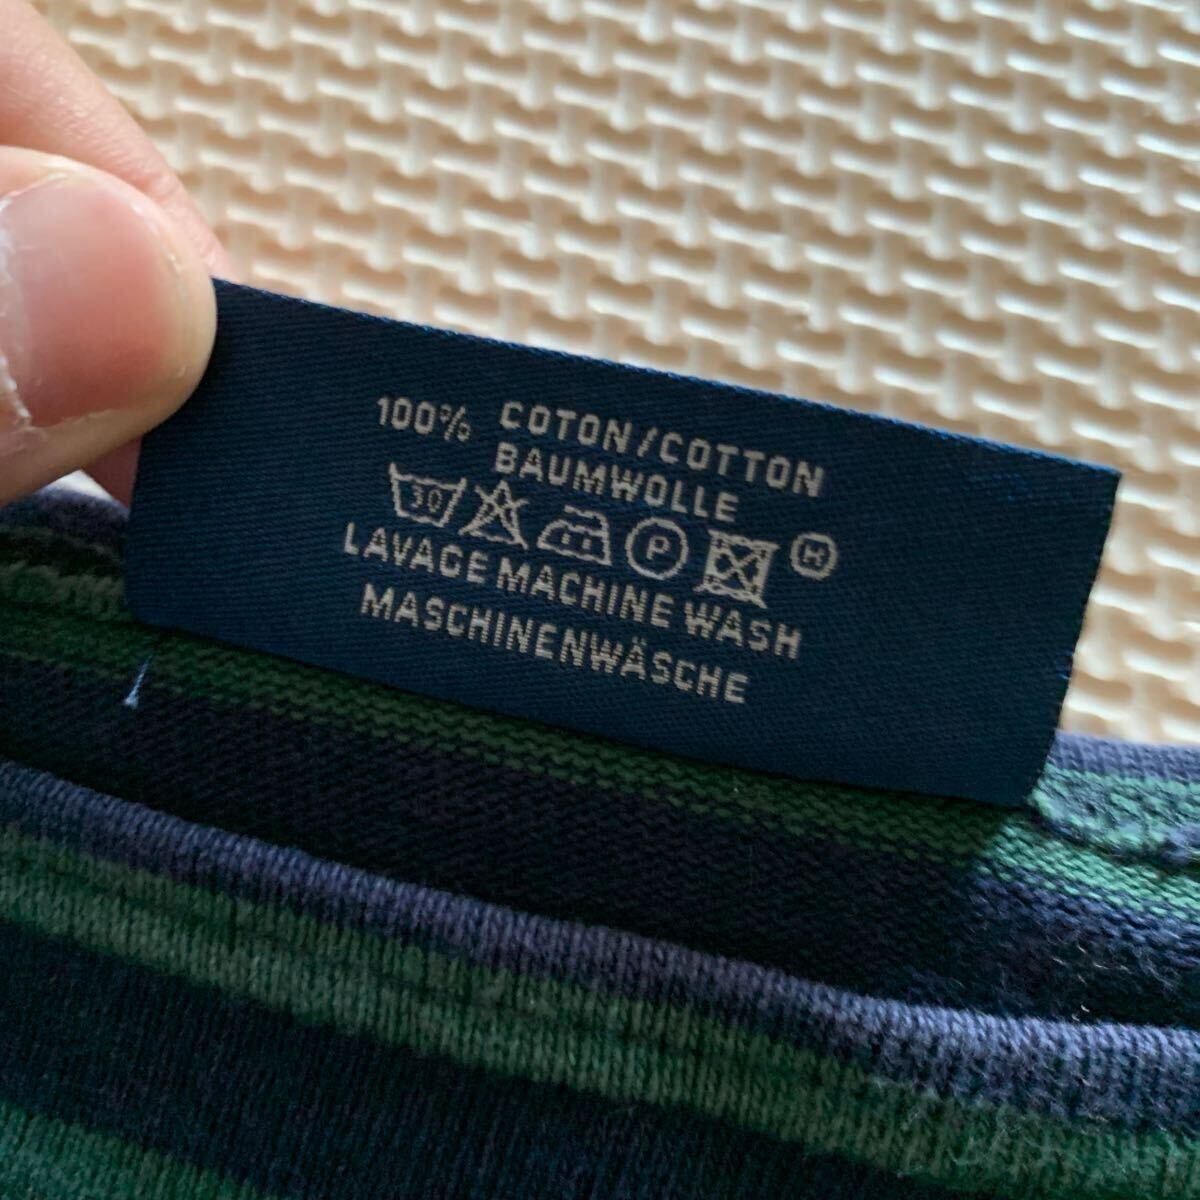 100% COTON/COTTON
BAUMWOLLE
30 P H
LAVAGE MACHINE WASH
MASCHINENWÄSCHE